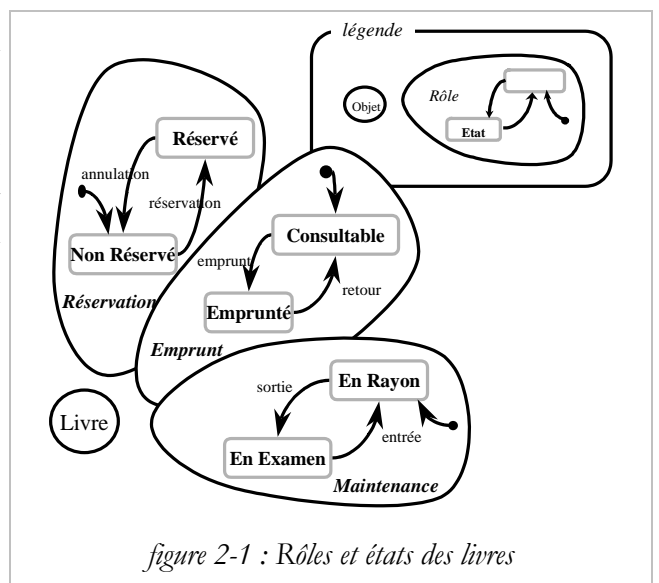 légende
Objet
Rôle
Etat
Réservé
annulation
réservation
Non Réservé
Réservation
Consultable
emprunt
retour
Emprunté
Emprunt
En Rayon
sortie
entrée
En Examen
Maintenance
Livre
figure 2-1 : Rôles et états des livres